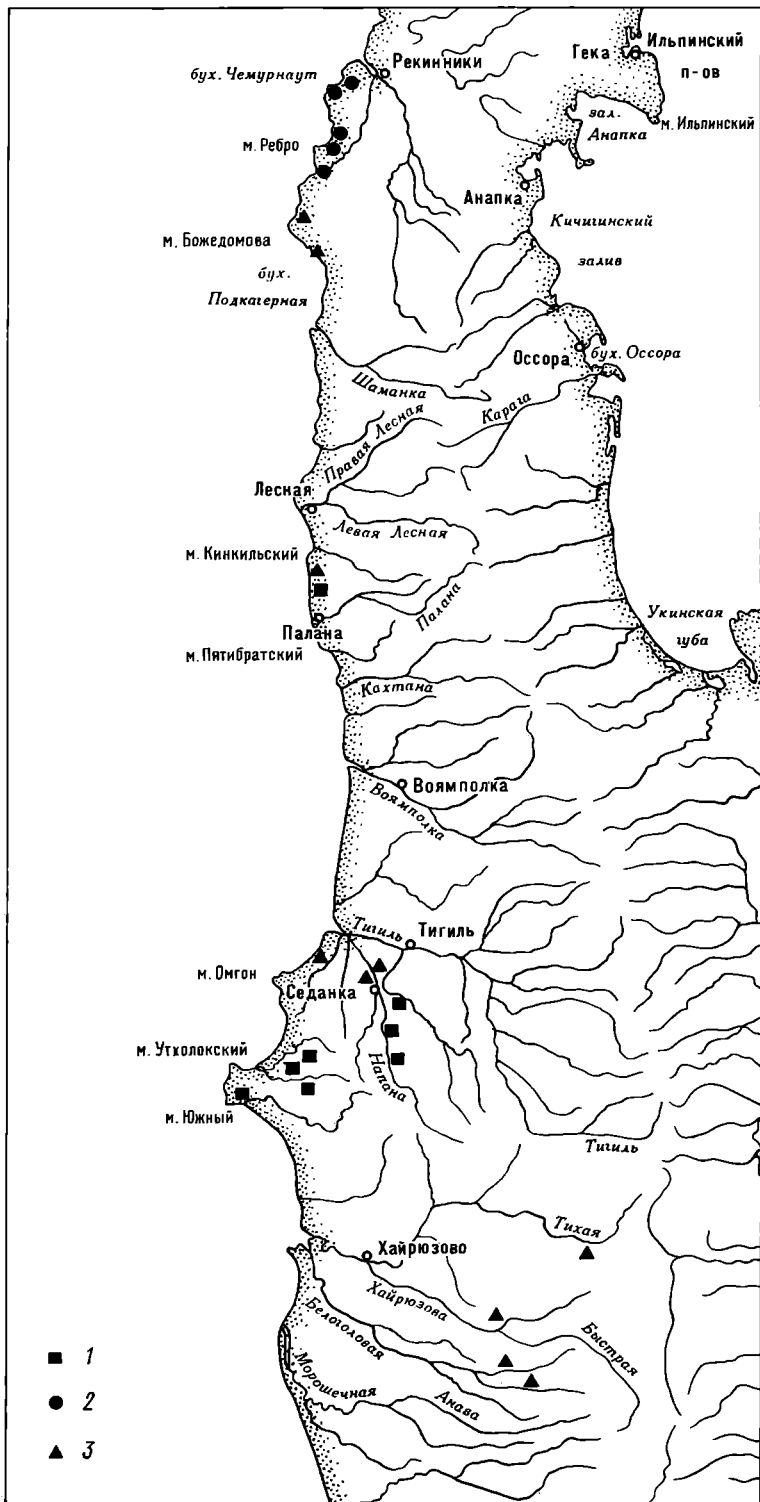 Ильпинский
Гека
п-ов
Рекинники
бух. Чемурнаут
зал.
Анапка
м. Ильпинский
м. Ребро
Анапка
Кичигинский
залив
м. Божедомова
бух.
Подкагерная
Оссора
бух. Оссора
Шаманка
Карага
Правая Лесная
Лесная
Левая Лесная
м. Кинкильский
Палана
Укинская
губа
Палана
м. Пятибратский
Кахтана
Воямполка
Воямполка
Тигиль
Тигиль
м. Омгон
Седанка
м. Утхолокский
Напана
м. Южный
Тигиль
Тихая
Хайрюзово
Хайрюзова
Быстрая
Белоголовая
Морошечная
Анава
1
2
3